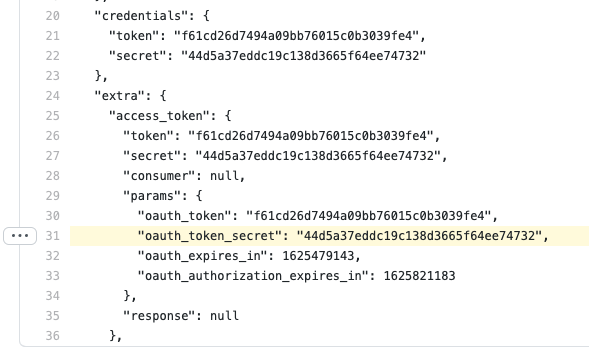 20 "credentials": {
21 "token": "f61cd26d7494a09bb76015c0b3039fe4",
22 "secret": "44d5a37eddc19c138d3665f64ee74732"
23 },
24 "extra": {
25 "access_token": {
26 "token": "f61cd26d7494a09bb76015c0b3039fe4",
27 "secret": "44d5a37eddc19c138d3665f64ee74732",
28 "consumer": null,
29 "params": {
30 "oauth_token": "f61cd26d7494a09bb76015c0b3039fe4",
31 "oauth_token_secret": "44d5a37eddc19c138d3665f64ee74732",
32 "oauth_expires_in": 1625479143,
33 "oauth_authorization_expires_in": 1625821183
34 },
35 "response": null
36 },